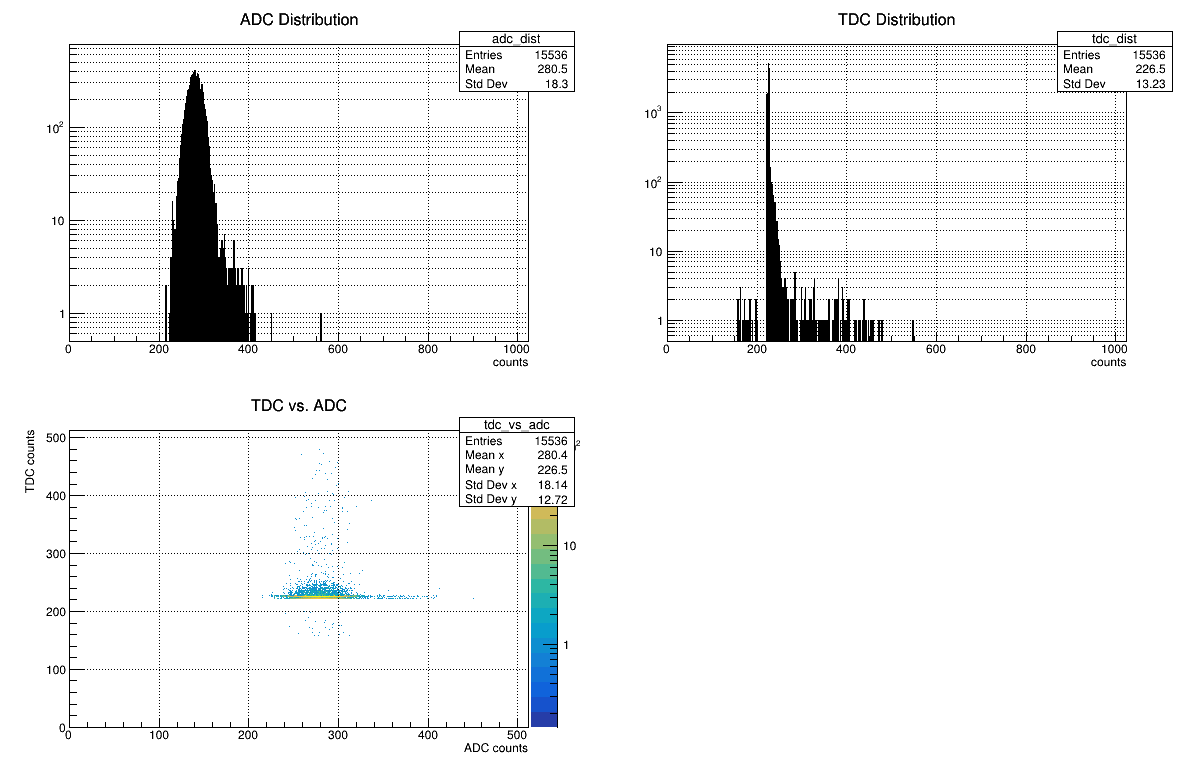 ADC Distribution
adc_dist
Entries 15536
Mean 280.5
Std Dev 18.3
10²
10
1
0 200 400 600 800 1000
counts
TDC Distribution
tdc_dist
Entries 15536
Mean 226.5
Std Dev 13.23
10³
10²
10
1
0 200 400 600 800 1000
counts
TDC vs. ADC
tdc_vs_adc
Entries 15536
Mean x 280.4
Mean y 226.5
Std Dev x 18.14
Std Dev y 12.72
TDC counts
500
400
300
200
100
0
0 100 200 300 400 500
ADC counts
2
10
1